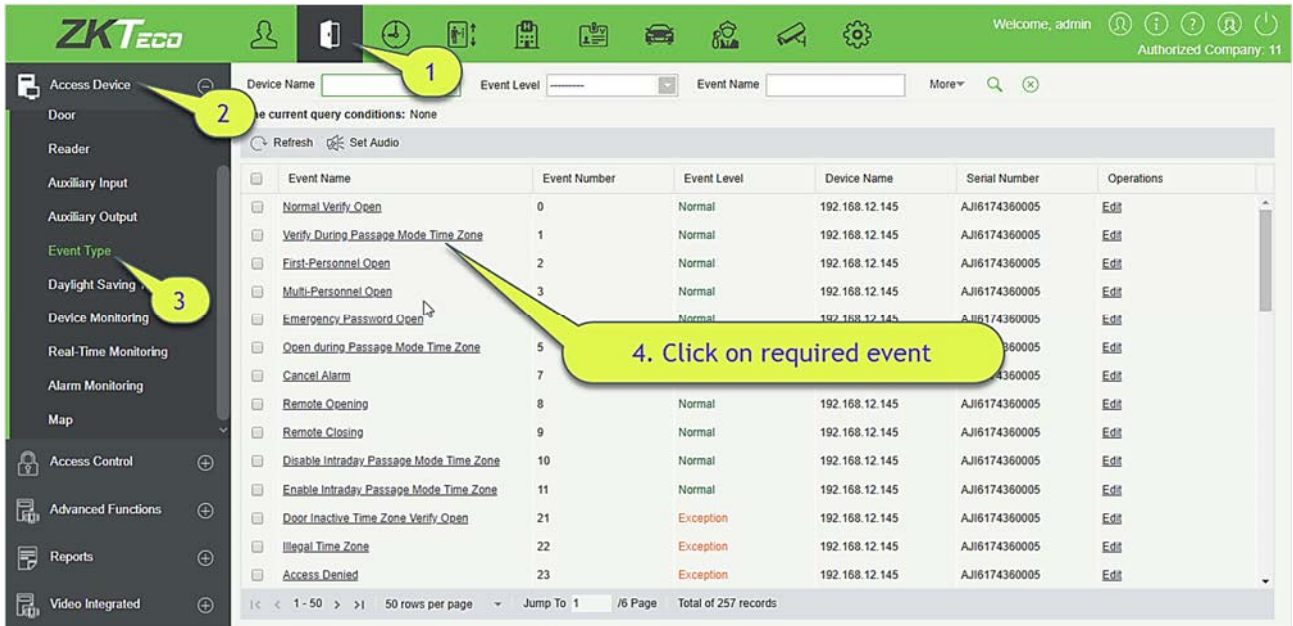 ZKTeco
Welcome, admin
Authorized Company: 11
1
Access Device
2
Door
Reader
Auxiliary Input
Auxiliary Output
Event Type
Daylight Saving
3
Device Monitoring
Real-Time Monitoring
Alarm Monitoring
Map
Access Control
Advanced Functions
Reports
Video Integrated
Device Name Event Level ---------- Event Name More
e current query conditions: None
Refresh Set Audio
Event Name Event Number Event Level Device Name Serial Number Operations
Normal Verify Open 0 Normal 192.168.12.145 AJI6174360005 Edit
Verify During Passage Mode Time Zone 1 Normal 192.168.12.145 AJI6174360005 Edit
First-Personnel Open 2 Normal 192.168.12.145 AJI6174360005 Edit
Multi-Personnel Open 3 Normal 192.168.12.145 AJI6174360005 Edit
Emergency Password Open Normal 192.168.12.145 AJI6174360005 Edit
Open during Passage Mode Time Zone 5 360005 Edit
4. Click on required event
Cancel Alarm 7 4360005 Edit
Remote Opening 8 Normal 192.168.12.145 AJI6174360005 Edit
Remote Closing 9 Normal 192.168.12.145 AJI6174360005 Edit
Disable Intraday Passage Mode Time Zone 10 Normal 192.168.12.145 AJI6174360005 Edit
Enable Intraday Passage Mode Time Zone 11 Normal 192.168.12.145 AJI6174360005 Edit
Door Inactive Time Zone Verify Open 21 Exception 192.168.12.145 AJI6174360005 Edit
Illegal Time Zone 22 Exception 192.168.12.145 AJI6174360005 Edit
Access Denied 23 Exception 192.168.12.145 AJI6174360005 Edit
|< < 1 - 50 > >| 50 rows per page Jump To 1 /6 Page Total of 257 records